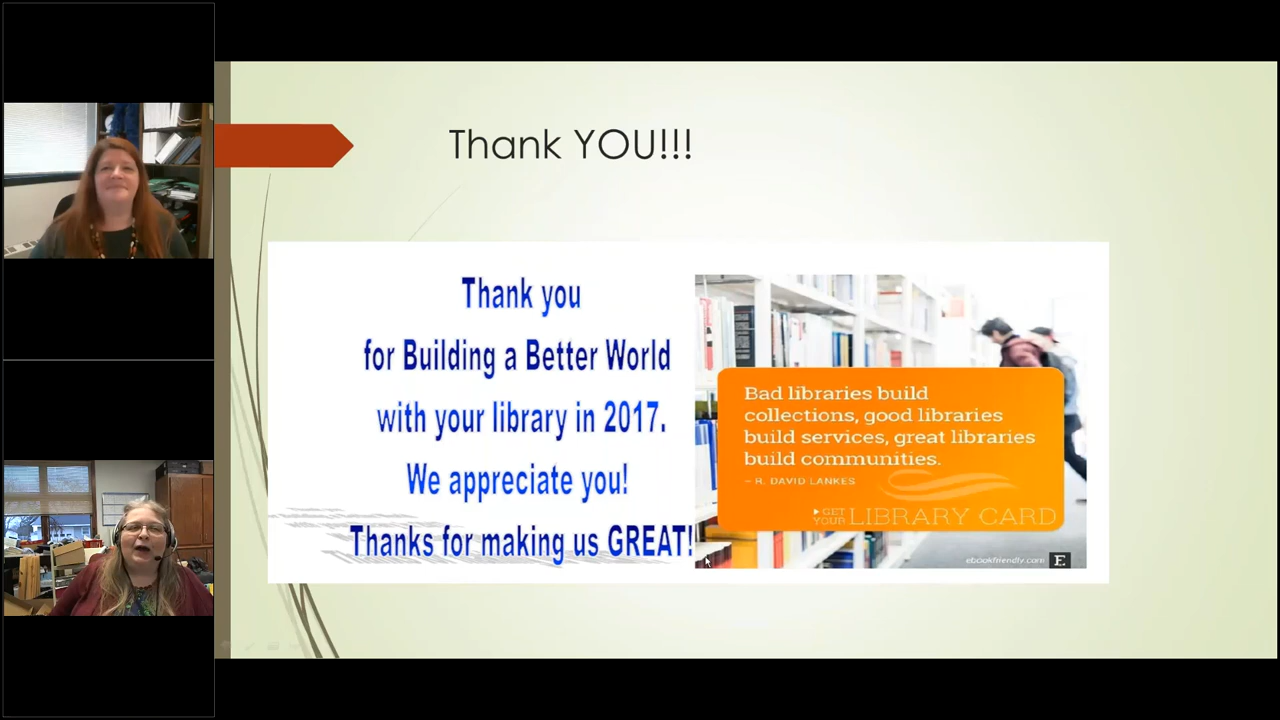 Thank YOU!!!
Thank you
for Building a Better World
with your library in 2017.
We appreciate you!
Thanks for making us GREAT!
Bad libraries build
collections, good libraries
build services, great libraries
build communities.
– R. DAVID LANKES
GET
YOUR LIBRARY CARD
ebookfriendly.com E